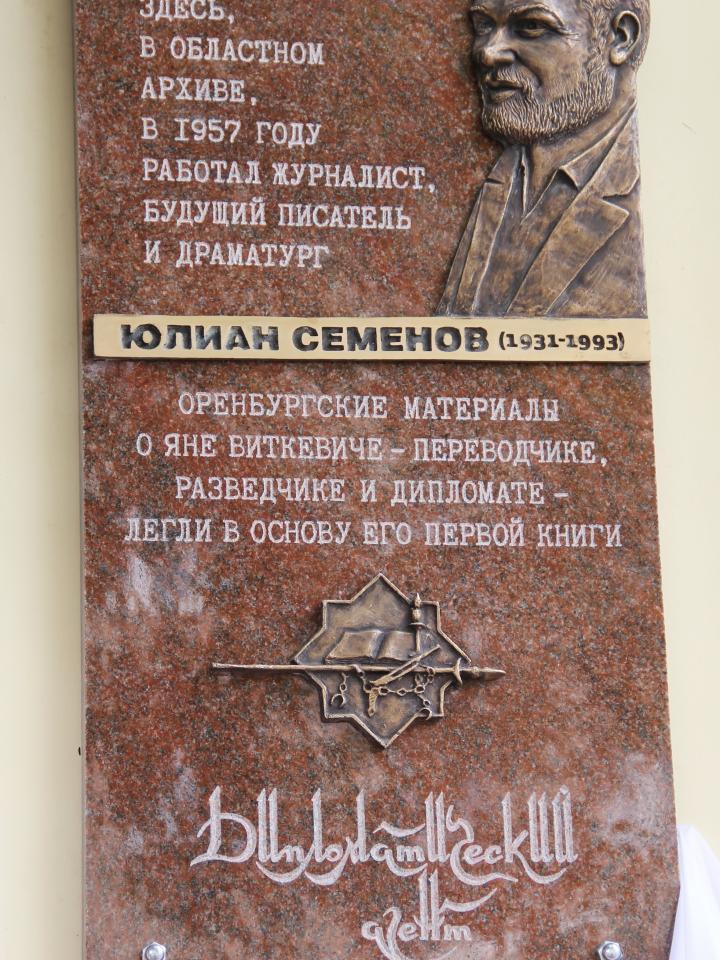 ЗДЕСЬ,
В ОБЛАСТНОМ
АРХИВЕ,
В 1957 ГОДУ
РАБОТАЛ ЖУРНАЛИСТ,
БУДУЩИЙ ПИСАТЕЛЬ
И ДРАМАТУРГ
ЮЛИАН СЕМЕНОВ (1931-1993)
ОРЕНБУРГСКИЕ МАТЕРИАЛЫ
О ЯНЕ ВИТКЕВИЧЕ – ПЕРЕВОДЧИКЕ,
РАЗВЕДЧИКЕ И ДИПЛОМАТЕ –
ЛЕГЛИ В ОСНОВУ ЕГО ПЕРВОЙ КНИГИ
Дипломатический
агент